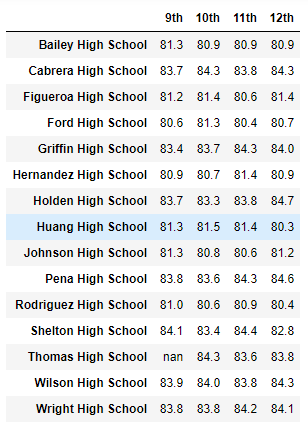 9th 10th 11th 12th
Bailey High School 81.3 80.9 80.9 80.9
Cabrera High School 83.7 84.3 83.8 84.3
Figueroa High School 81.2 81.4 80.6 81.4
Ford High School 80.6 81.3 80.4 80.7
Griffin High School 83.4 83.7 84.3 84.0
Hernandez High School 80.9 80.7 81.4 80.9
Holden High School 83.7 83.3 83.8 84.7
Huang High School 81.3 81.5 81.4 80.3
Johnson High School 81.3 80.8 80.6 81.2
Pena High School 83.8 83.6 84.3 84.6
Rodriguez High School 81.0 80.6 80.9 80.4
Shelton High School 84.1 83.4 84.4 82.8
Thomas High School nan 84.3 83.6 83.8
Wilson High School 83.9 84.0 83.8 84.3
Wright High School 83.8 83.8 84.2 84.1